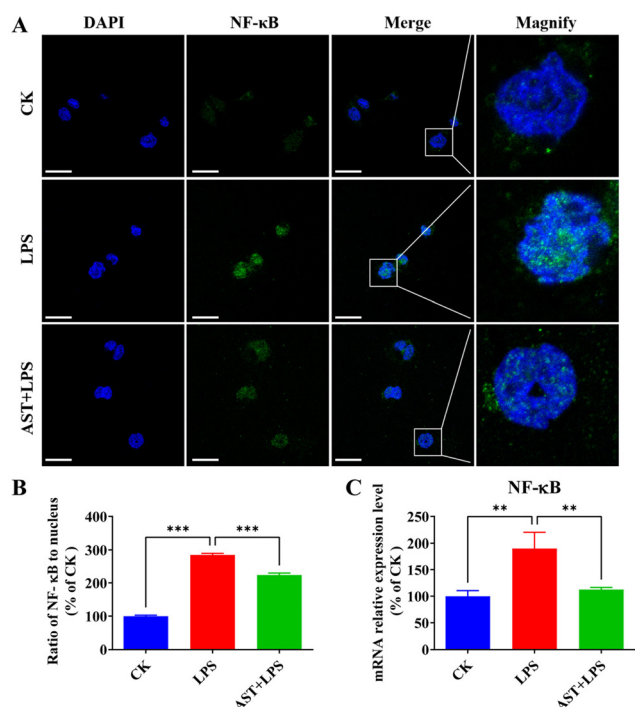 A
DAPI NF-κB Merge Magnify
CK
LPS
AST+LPS
B
Ratio of NF- κB to nucleus
(% of CK )
400
300
200
100
0
***
***
CK
LPS
AST+LPS
C
NF-κB
mRNA relative expression level
(% of CK )
250
200
150
100
50
0
**
**
CK
LPS
AST+LPS